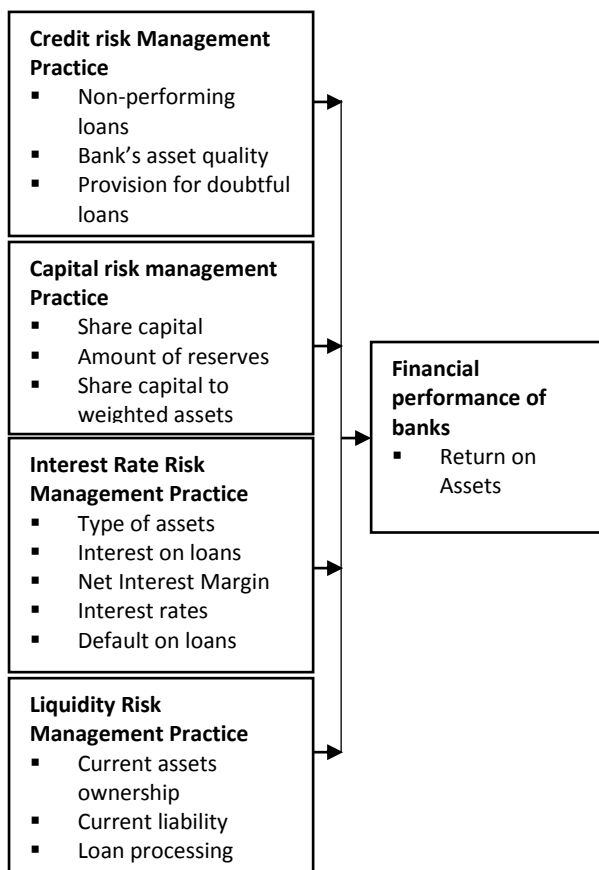 Credit risk Management
Practice
▪ Non-performing
loans
▪ Bank’s asset quality
▪ Provision for doubtful
loans
Capital risk management
Practice
▪ Share capital
▪ Amount of reserves
▪ Share capital to
weighted assets
Interest Rate Risk
Management Practice
▪ Type of assets
▪ Interest on loans
▪ Net Interest Margin
▪ Interest rates
▪ Default on loans
Liquidity Risk
Management Practice
▪ Current assets
ownership
▪ Current liability
▪ Loan processing
Financial
performance of
banks
▪ Return on
Assets